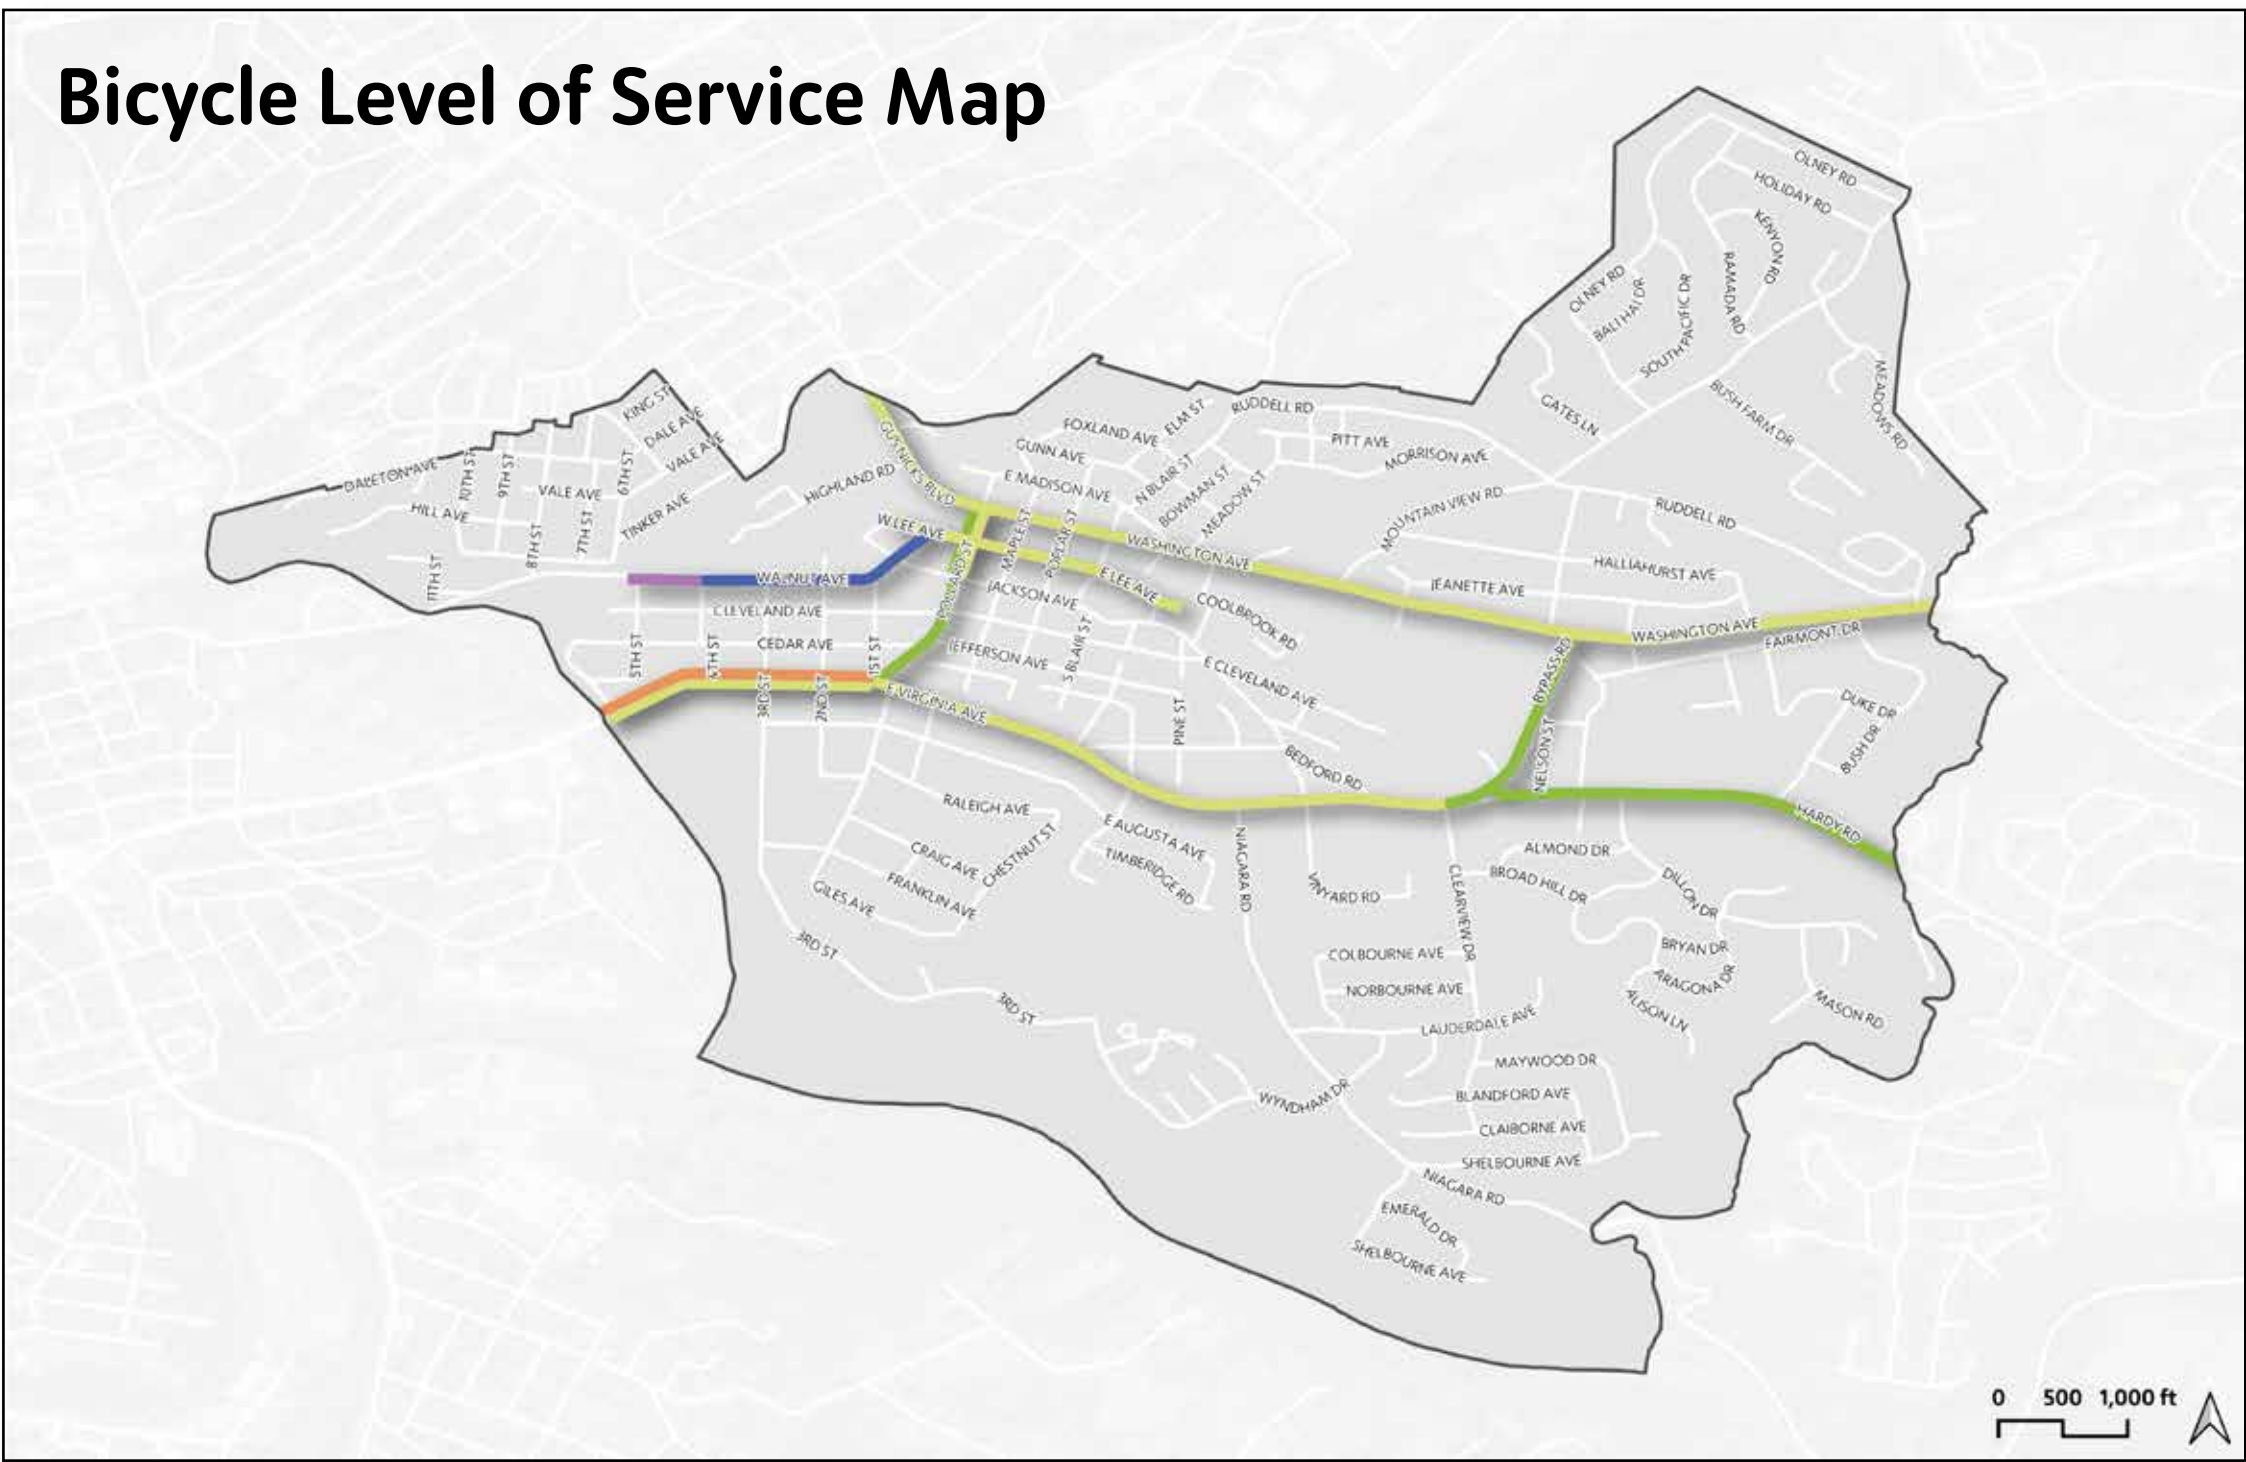 Bicycle Level of Service Map
OLNEY RD
HOLIDAY RD
KENYON RD
RAMADA RD
OLNEY RD
BALI HAI DR
SOUTH PACIFIC DR
MEADOWS RD
BUSH FARM DR
GATES LN
KING ST
DALE AVE
VALE AVE
GUS NICKS BLVD
RUDDELL RD
ELM ST
FOXLAND AVE
GUNN AVE
PITT AVE
MORRISON AVE
DALETON AVE
10TH ST
9TH ST
6TH ST
HIGHLAND RD
E MADISON AVE
N BLAIR ST
BOWMAN ST
MEADOW ST
VALE AVE
HILL AVE
TINKER AVE
7TH ST
8TH ST
11TH ST
W LEE AVE
MAPLE ST
POPLAR ST
MOUNTAIN VIEW RD
RUDDELL RD
WASHINGTON AVE
HALLIAHURST AVE
JEANETTE AVE
WALNUT AVE
POLLARD ST
E LEE AVE
JACKSON AVE
COOLBROOK RD
CLEVELAND AVE
CEDAR AVE
5TH ST
4TH ST
1ST ST
JEFFERSON AVE
S BLAIR ST
E CLEVELAND AVE
WASHINGTON AVE
FAIRMONT DR
BYPASS RD
3RD ST
2ND ST
E VIRGINIA AVE
PINE ST
DUKE DR
BUSH DR
NELSON ST
BEDFORD RD
HARDY RD
RALEIGH AVE
CHESTNUT ST
CRAIG AVE
FRANKLIN AVE
GILES AVE
E AUGUSTA AVE
TIMBERIDGE RD
NIAGARA RD
VINYARD RD
CLEARVIEW DR
ALMOND DR
BROAD HILL DR
DILLON DR
BRYAN DR
ARAGONA DR
ALISON LN
MASON RD
3RD ST
3RD ST
COLBOURNE AVE
NORBOURNE AVE
LAUDERDALE AVE
MAYWOOD DR
WYNDHAM DR
BLANDFORD AVE
CLAIBORNE AVE
SHELBOURNE AVE
NIAGARA RD
EMERALD DR
SHELBOURNE AVE
0 500 1,000 ft